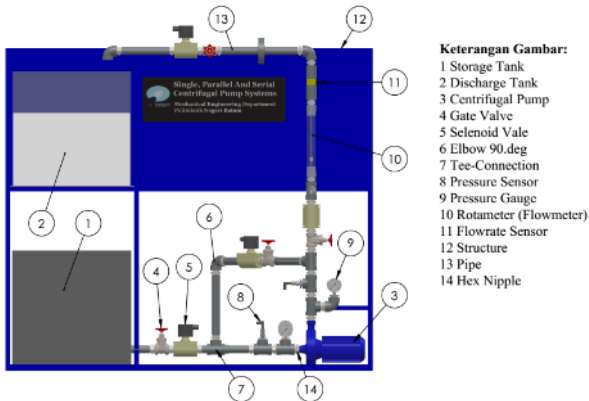 13
12
Keterangan Gambar:
1 Storage Tank
2 Discharge Tank
3 Centrifugal Pump
4 Gate Valve
5 Selenoid Vale
6 Elbow 90.deg
7 Tee-Connection
8 Pressure Sensor
9 Pressure Gauge
10 Rotameter (Flowmeter)
11 Flowrate Sensor
12 Structure
13 Pipe
14 Hex Nipple
Single, Parallel And Serial
Centrifugal Pump Systems
Mechanical Engineering Department
Politeknik Negeri Batam
11
10
2
1
6
9
4
5
8
3
7
14